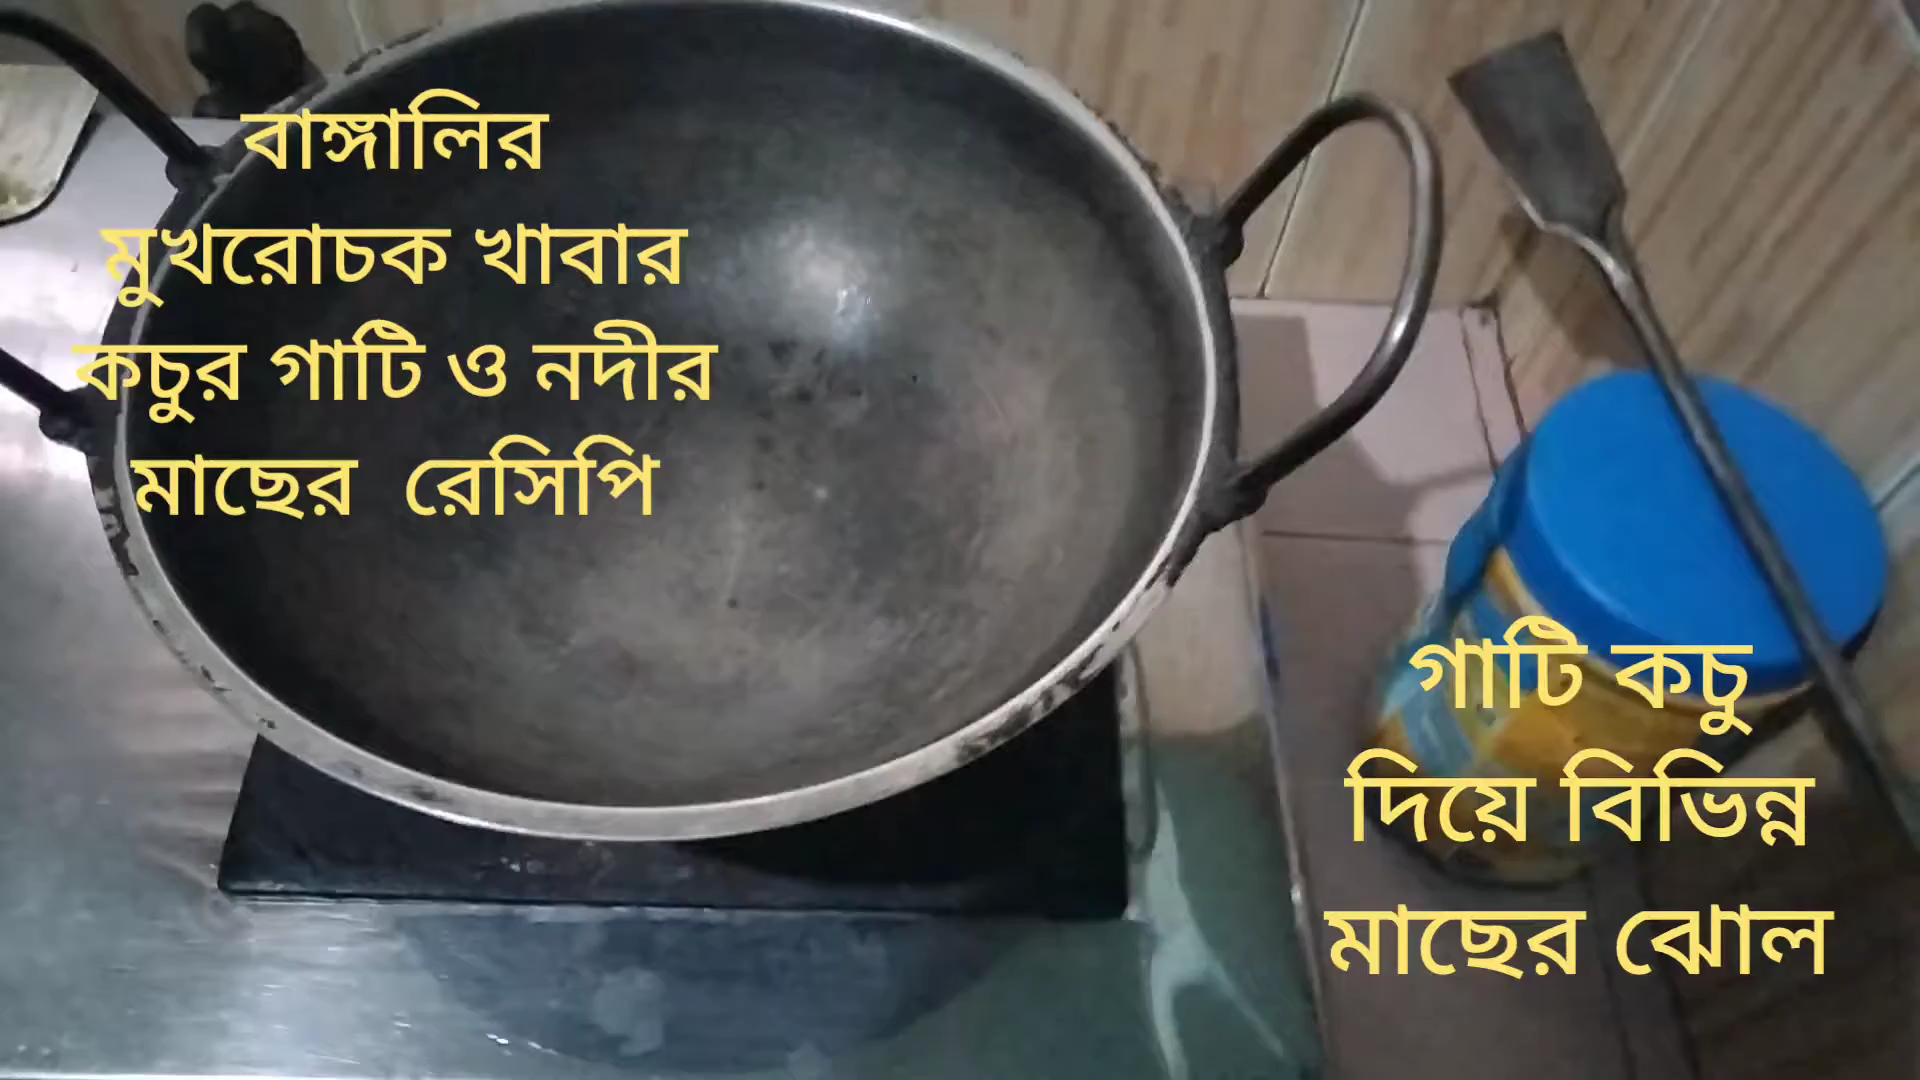 বাঙ্গালির
মুখরোচক খাবার
কচুর গাটি ও নদীর
মাছের রেসিপি
গাটি কচু
দিয়ে বিভিন্ন
মাছের ঝোল